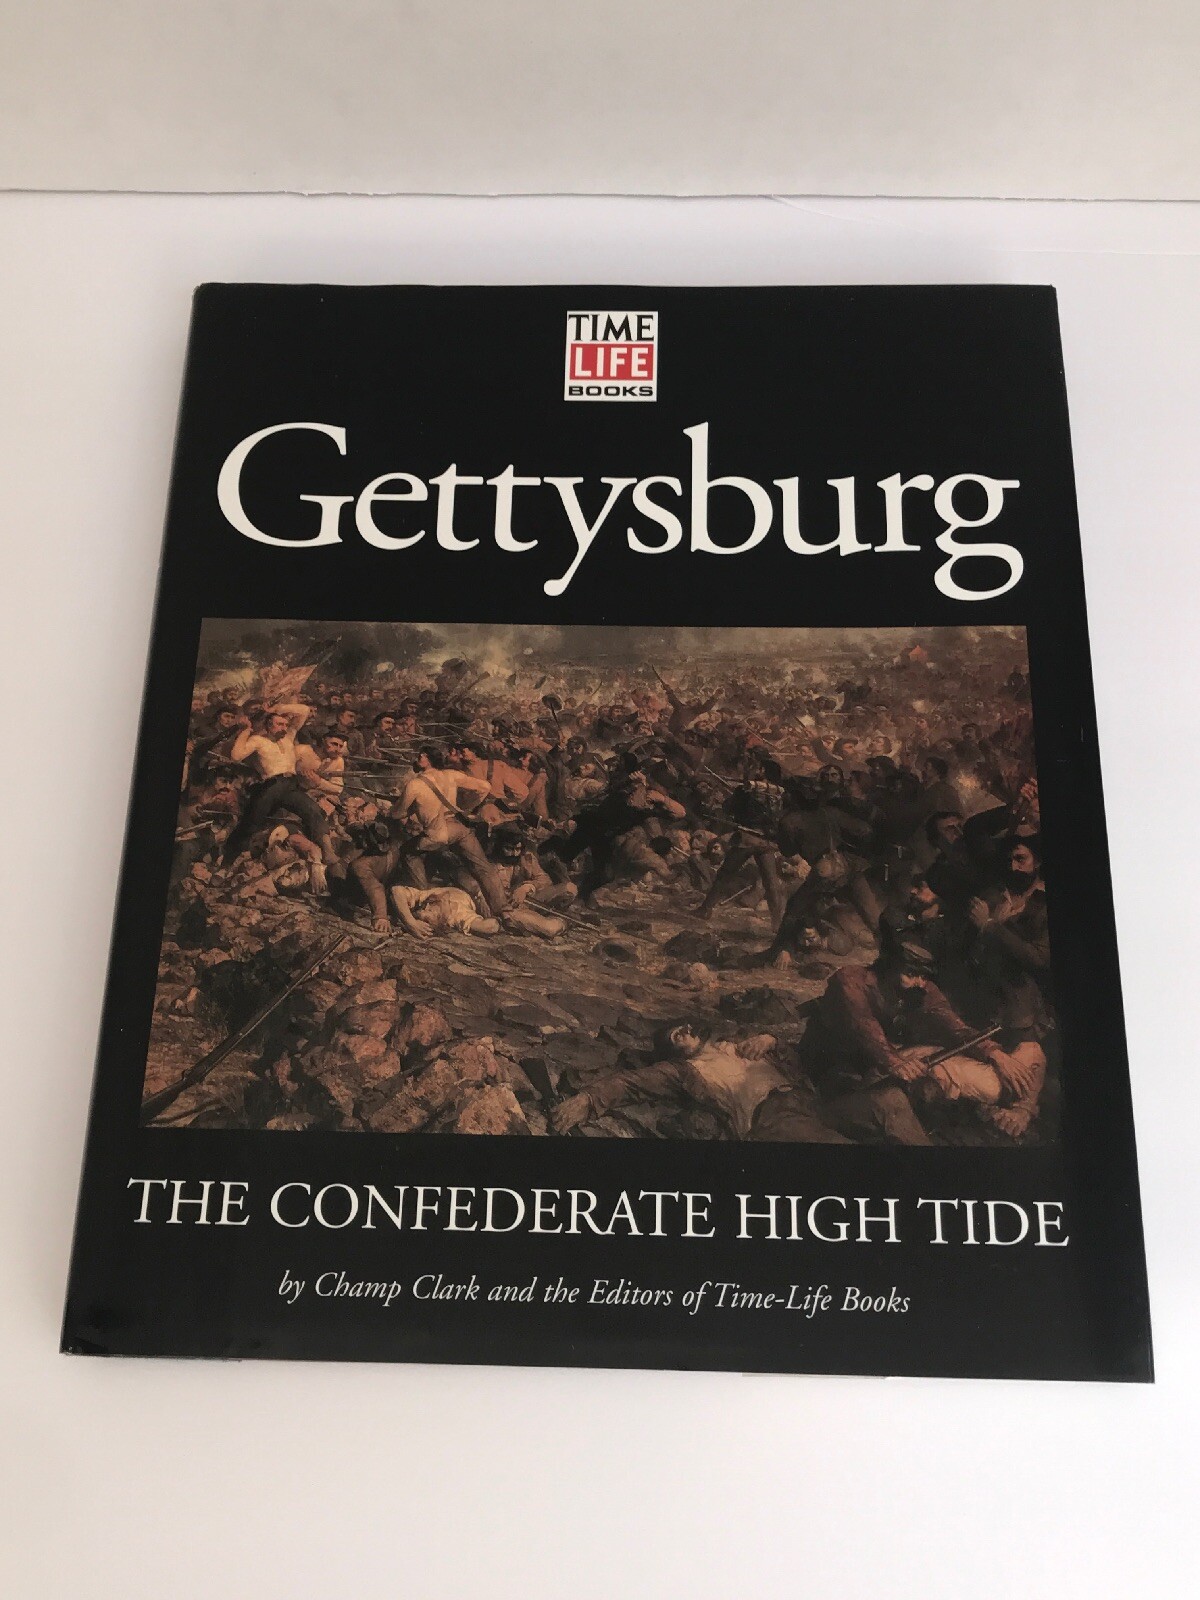 TIME
LIFE
BOOKS
Gettysburg
THE CONFEDERATE HIGH TIDE
by Champ Clark and the Editors of Time-Life Books